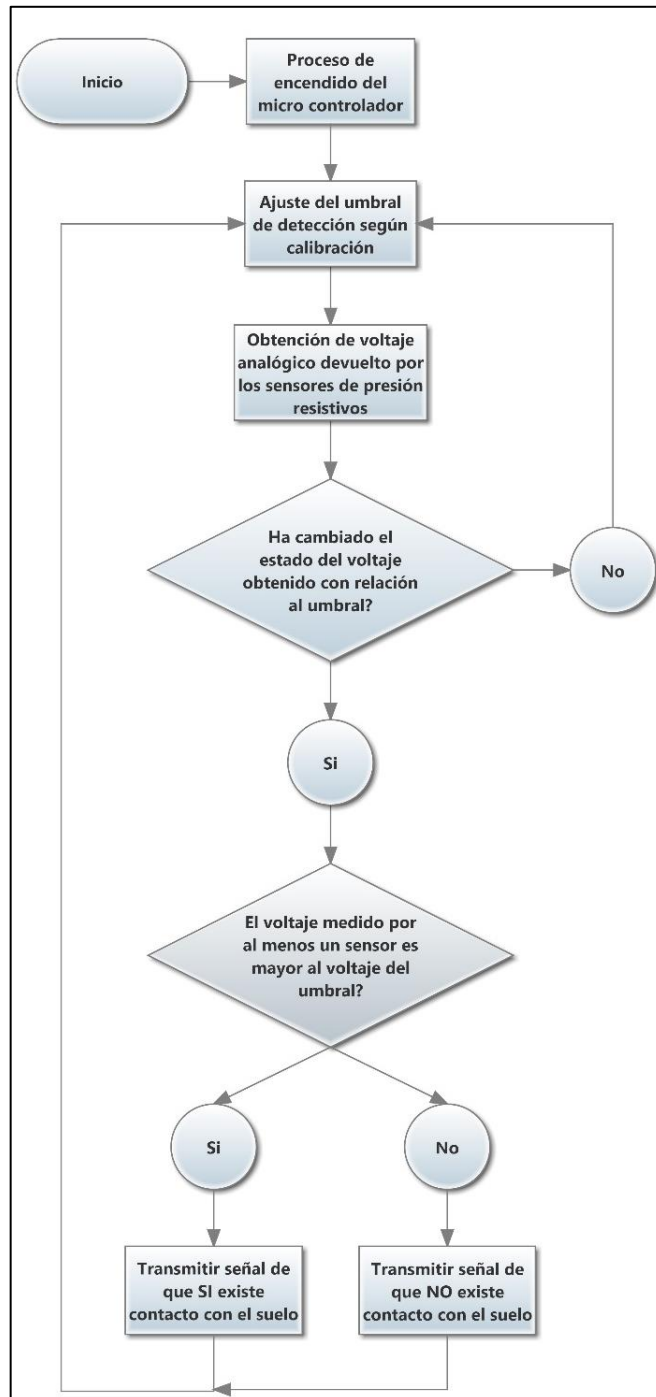 Inicio
Proceso de
encendido del
micro controlador
Ajuste del umbral
de detección según
calibración
Obtención de voltaje
analógico devuelto por
los sensores de presión
resistivos
Ha cambiado el
estado del voltaje
obtenido con relación
al umbral?
No
Si
El voltaje medido por
al menos un sensor es
mayor al voltaje del
umbral?
Si
No
Transmitir señal de
que SI existe
contacto con el suelo
Transmitir señal de
que NO existe
contacto con el suelo